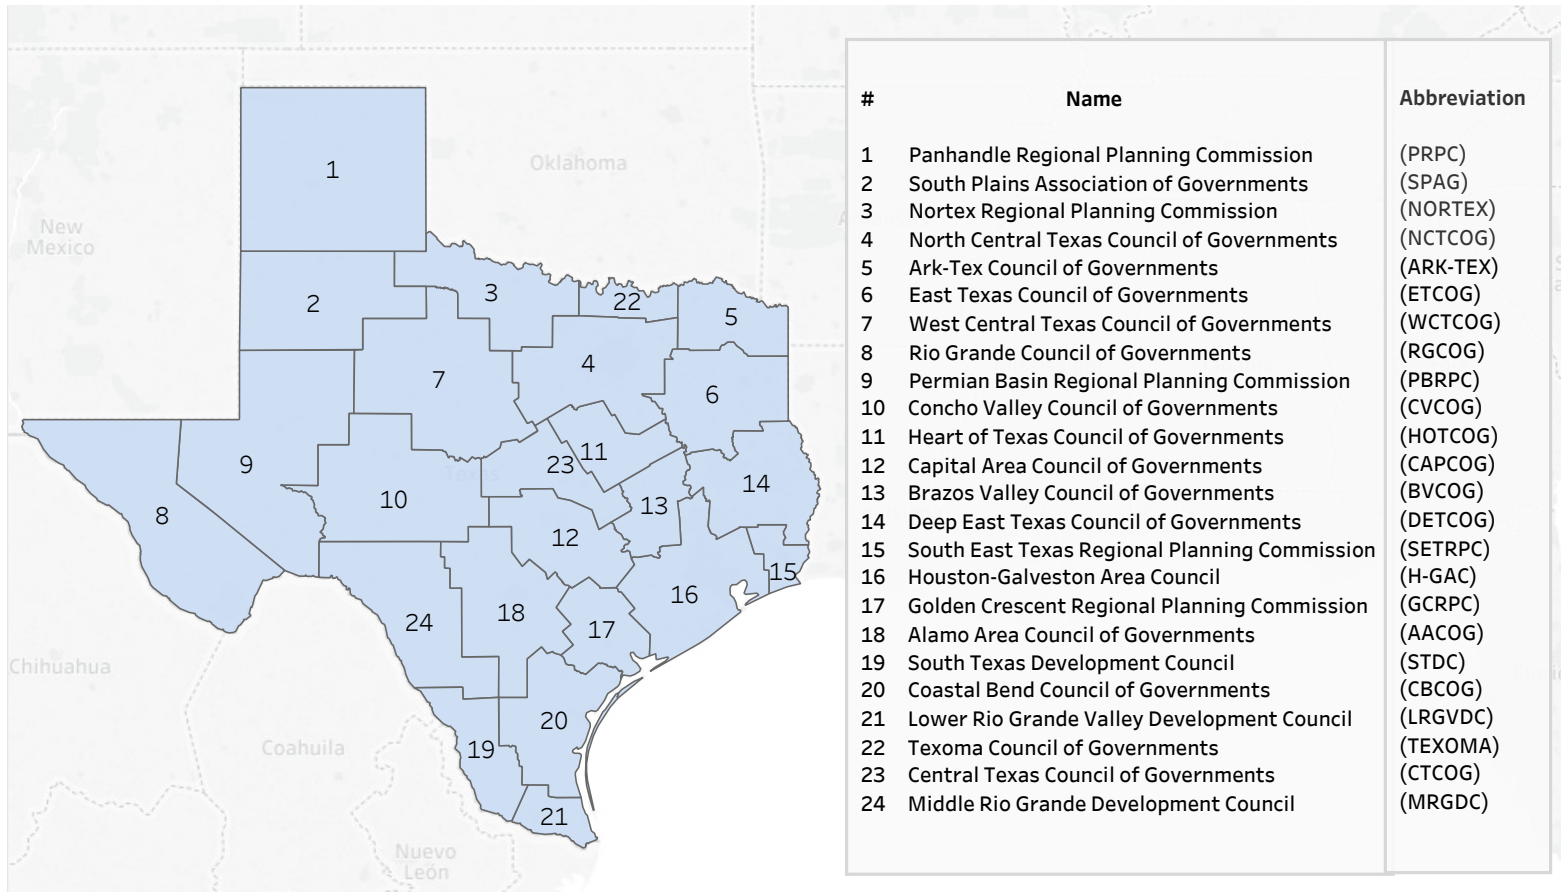 1
Oklahoma
New
Mexico
2
3
22
5
4
7
6
11
23
9
Texas
14
10
13
8
12
15
16
18
24
17
Chihuahua
20
Coahuila
19
21
Nuevo
León
# Name Abbreviation
1 Panhandle Regional Planning Commission (PRPC)
2 South Plains Association of Governments (SPAG)
3 Nortex Regional Planning Commission (NORTEX)
4 North Central Texas Council of Governments (NCTCOG)
5 Ark-Tex Council of Governments (ARK-TEX)
6 East Texas Council of Governments (ETCOG)
7 West Central Texas Council of Governments (WCTCOG)
8 Rio Grande Council of Governments (RGCOG)
9 Permian Basin Regional Planning Commission (PBRPC)
10 Concho Valley Council of Governments (CVCOG)
11 Heart of Texas Council of Governments (HOTCOG)
12 Capital Area Council of Governments (CAPCOG)
13 Brazos Valley Council of Governments (BVCOG)
14 Deep East Texas Council of Governments (DETCOG)
15 South East Texas Regional Planning Commission (SETRPC)
16 Houston-Galveston Area Council (H-GAC)
17 Golden Crescent Regional Planning Commission (GCRPC)
18 Alamo Area Council of Governments (AACOG)
19 South Texas Development Council (STDC)
20 Coastal Bend Council of Governments (CBCOG)
21 Lower Rio Grande Valley Development Council (LRGVDC)
22 Texoma Council of Governments (TEXOMA)
23 Central Texas Council of Governments (CTCOG)
24 Middle Rio Grande Development Council (MRGDC)